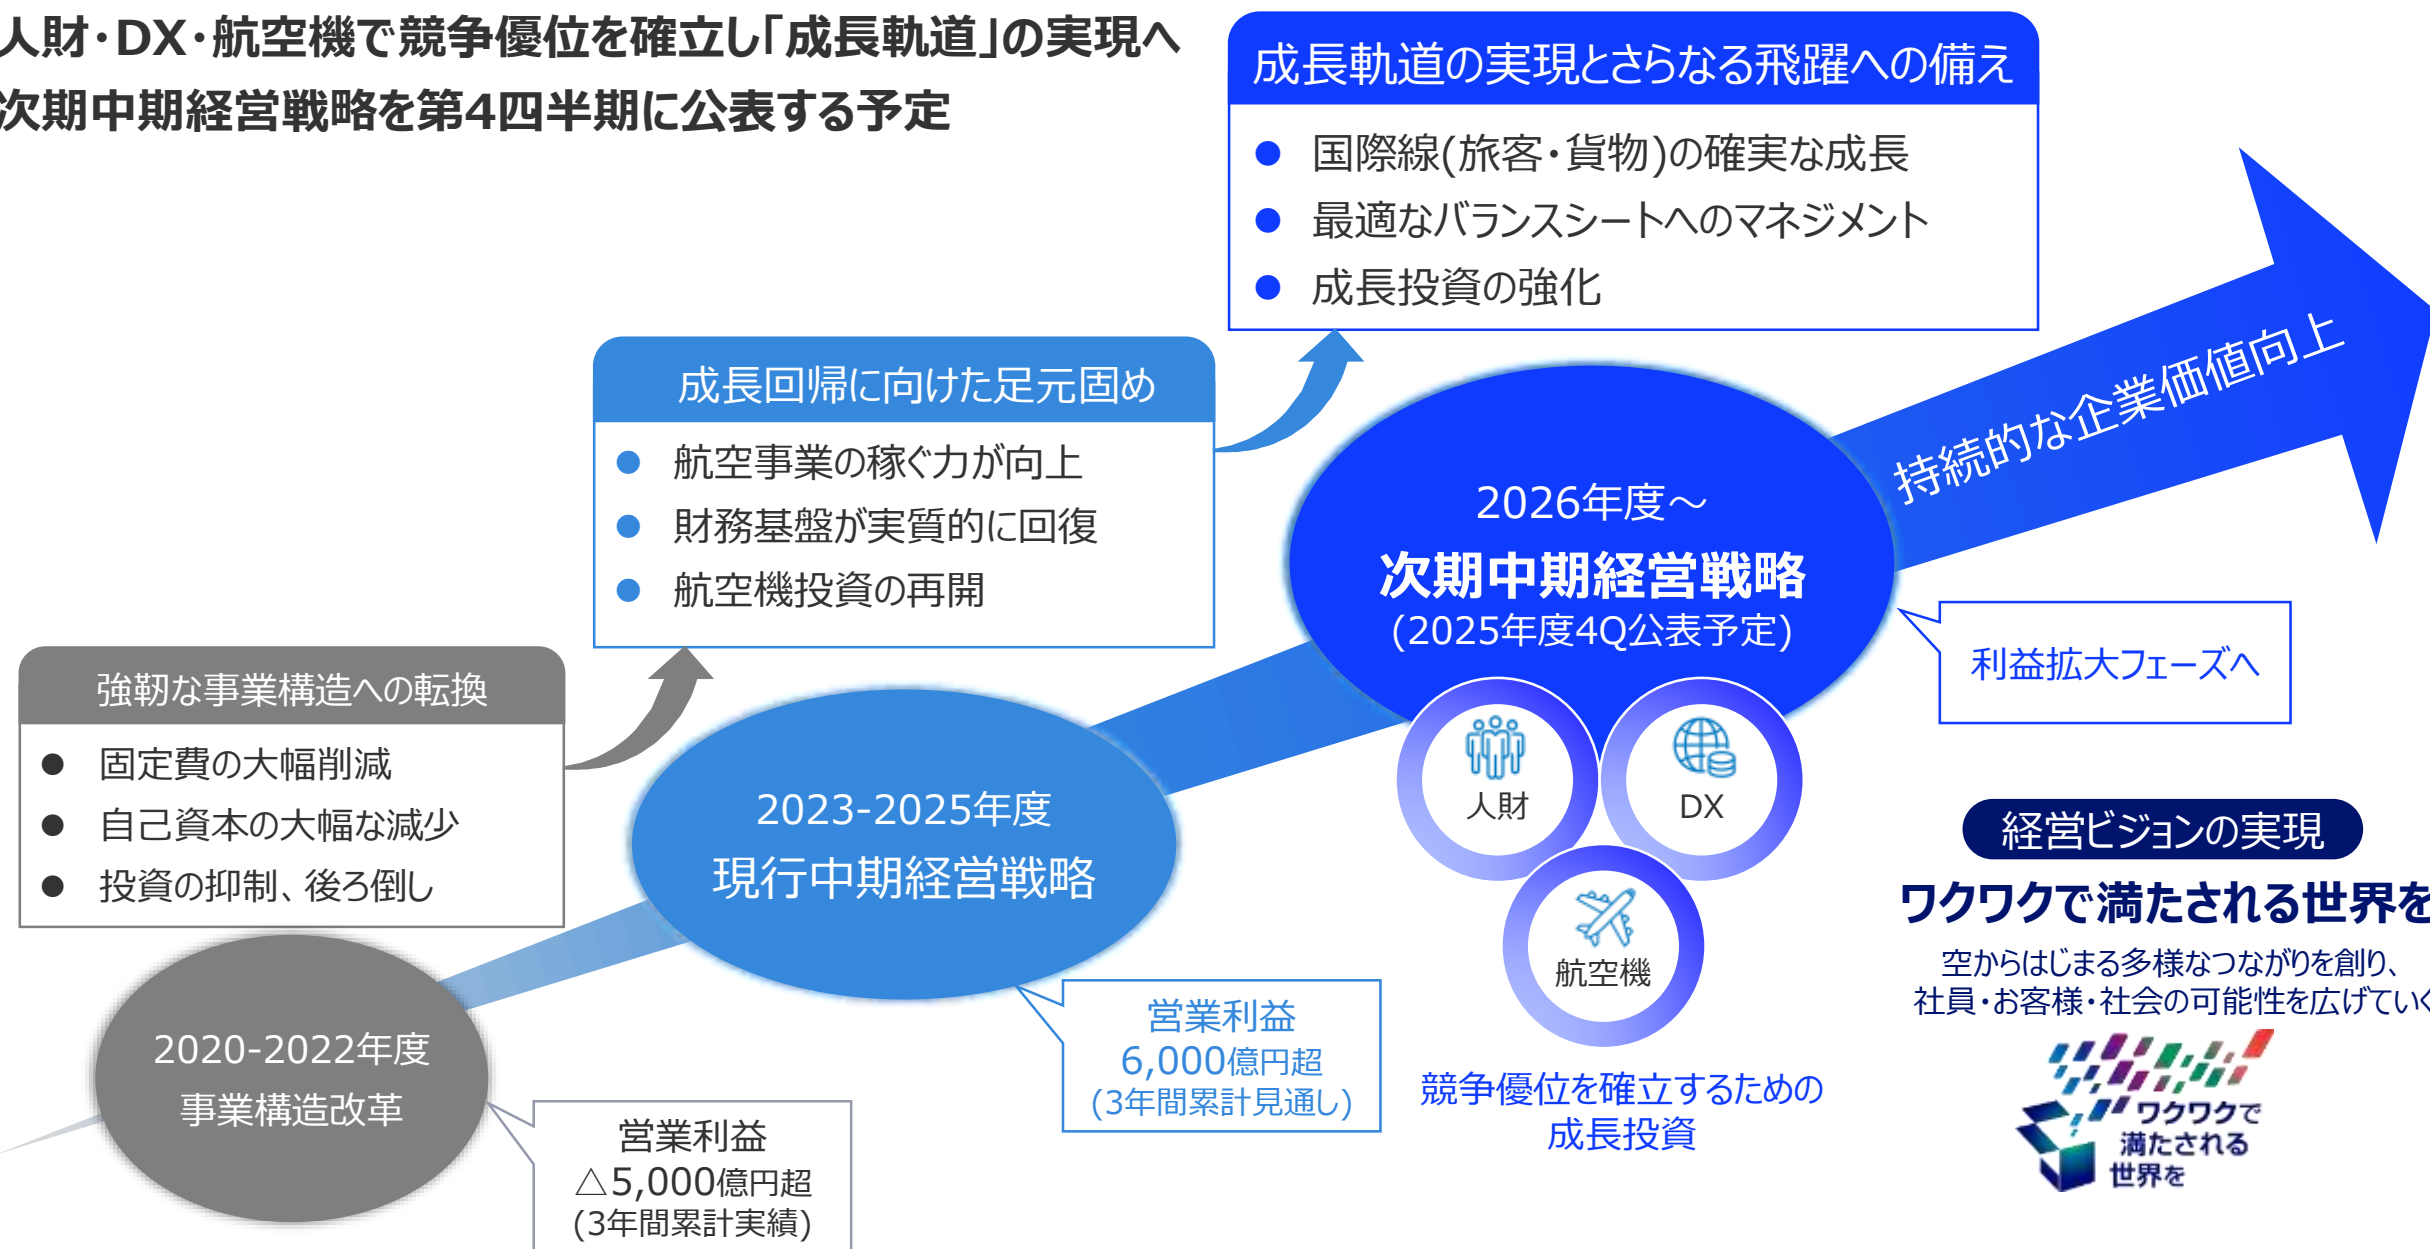 人財・DX・航空機で競争優位を確立し「成長軌道」の実現へ
次期中期経営戦略を第4四半期に公表する予定
成長軌道の実現とさらなる飛躍への備え
● 国際線(旅客・貨物)の確実な成長
● 最適なバランスシートへのマネジメント
● 成長投資の強化
成長回帰に向けた足元固め
● 航空事業の稼ぐ力が向上
● 財務基盤が実質的に回復
● 航空機投資の再開
強靭な事業構造への転換
● 固定費の大幅削減
● 自己資本の大幅な減少
● 投資の抑制、後ろ倒し
2020-2022年度
事業構造改革
営業利益
△5,000億円超
(3年間累計実績)
2023-2025年度
現行中期経営戦略
営業利益
6,000億円超
(3年間累計見通し)
2026年度～
次期中期経営戦略
(2025年度4Q公表予定)
人財
DX
航空機
競争優位を確立するための
成長投資
持続的な企業価値向上
利益拡大フェーズへ
経営ビジョンの実現
ワクワクで満たされる世界を
空からはじまる多様なつながりを創り、
社員・お客様・社会の可能性を広げていく
ワクワクで
満たされる
世界を